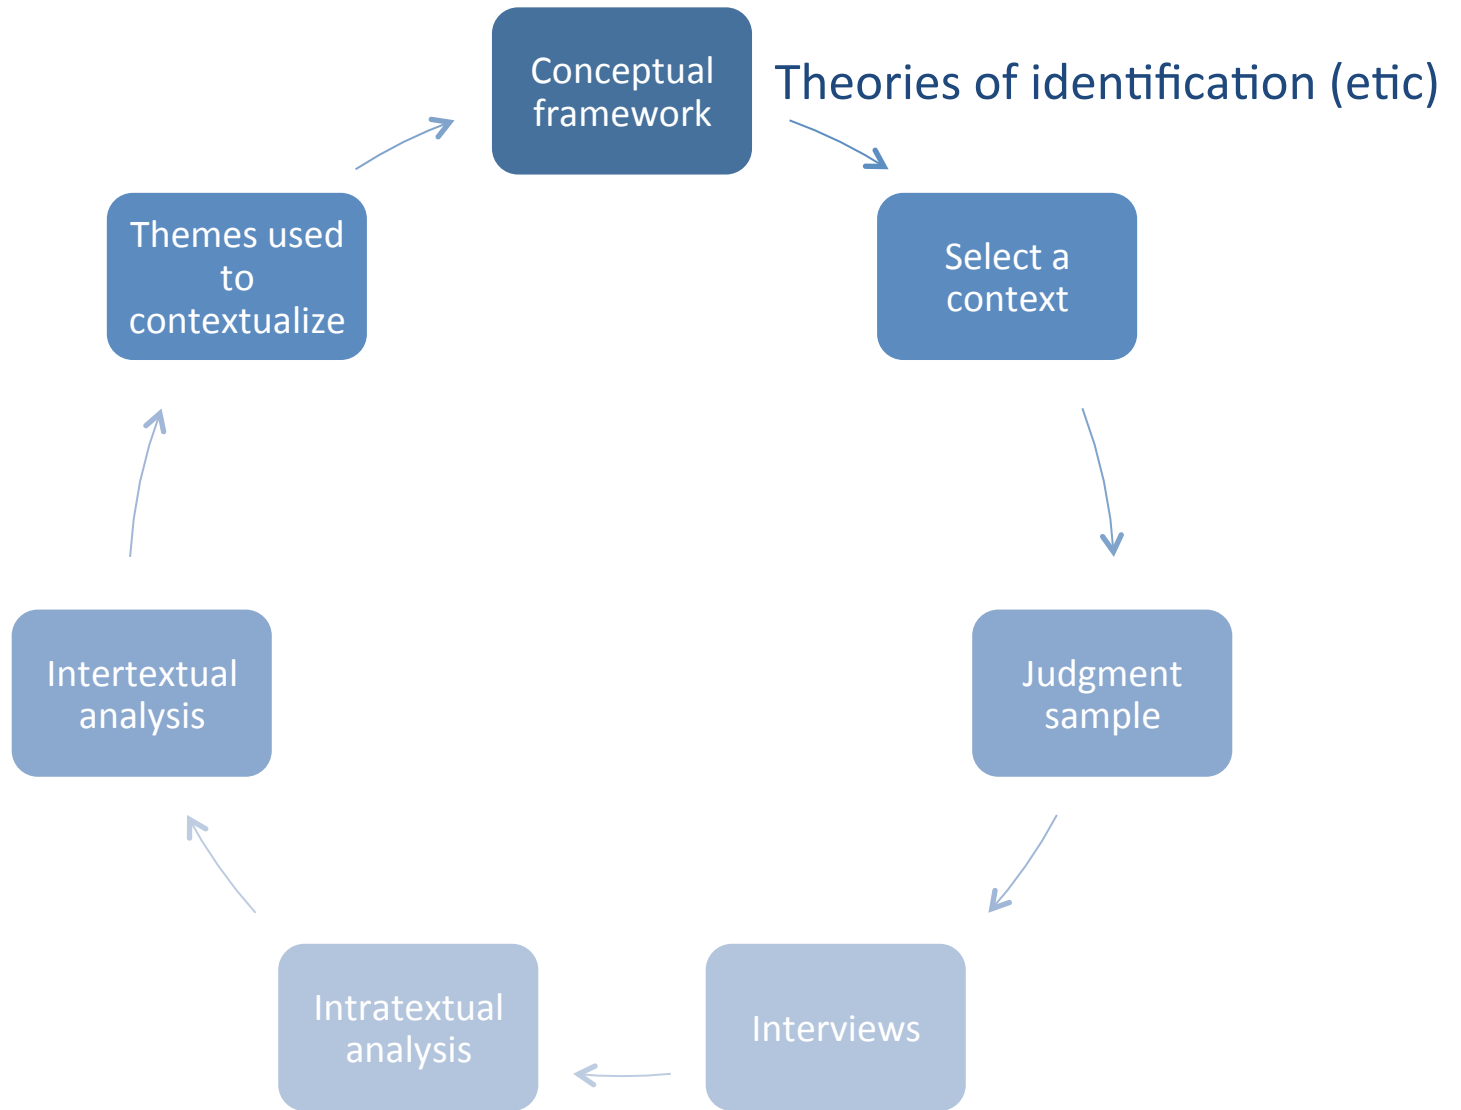 Conceptual
framework
Theories of identification (etic)
Select a
context
Judgment
sample
Interviews
Intratextual
analysis
Intertextual
analysis
Themes used
to
contextualize